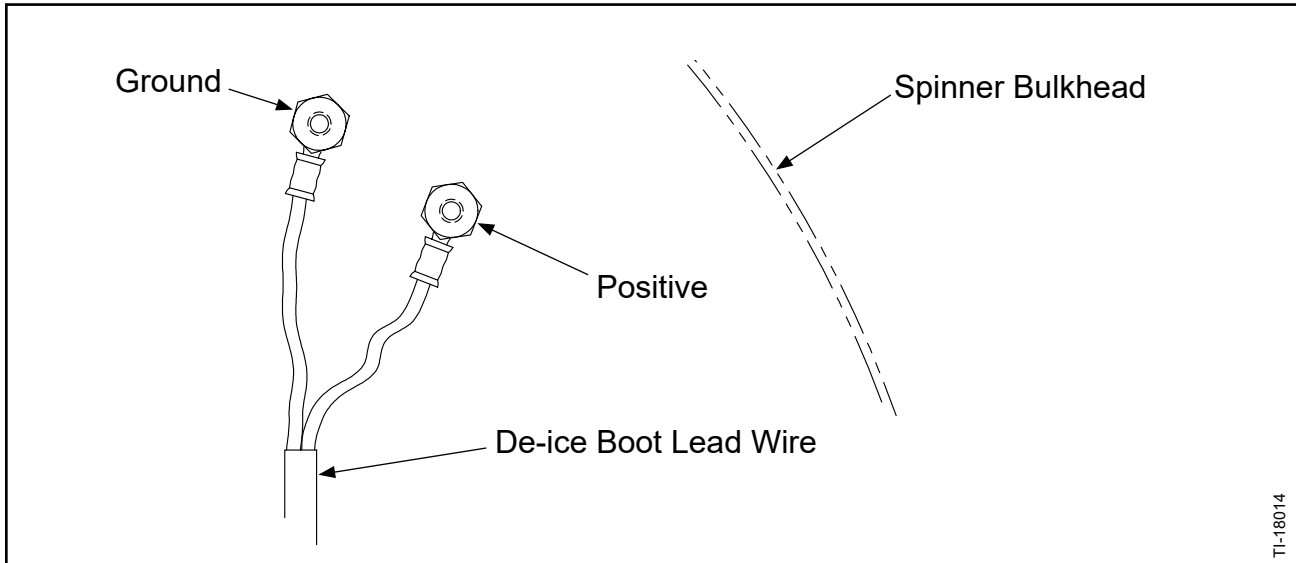 Ground
Spinner Bulkhead
Positive
De-ice Boot Lead Wire
TI-18014